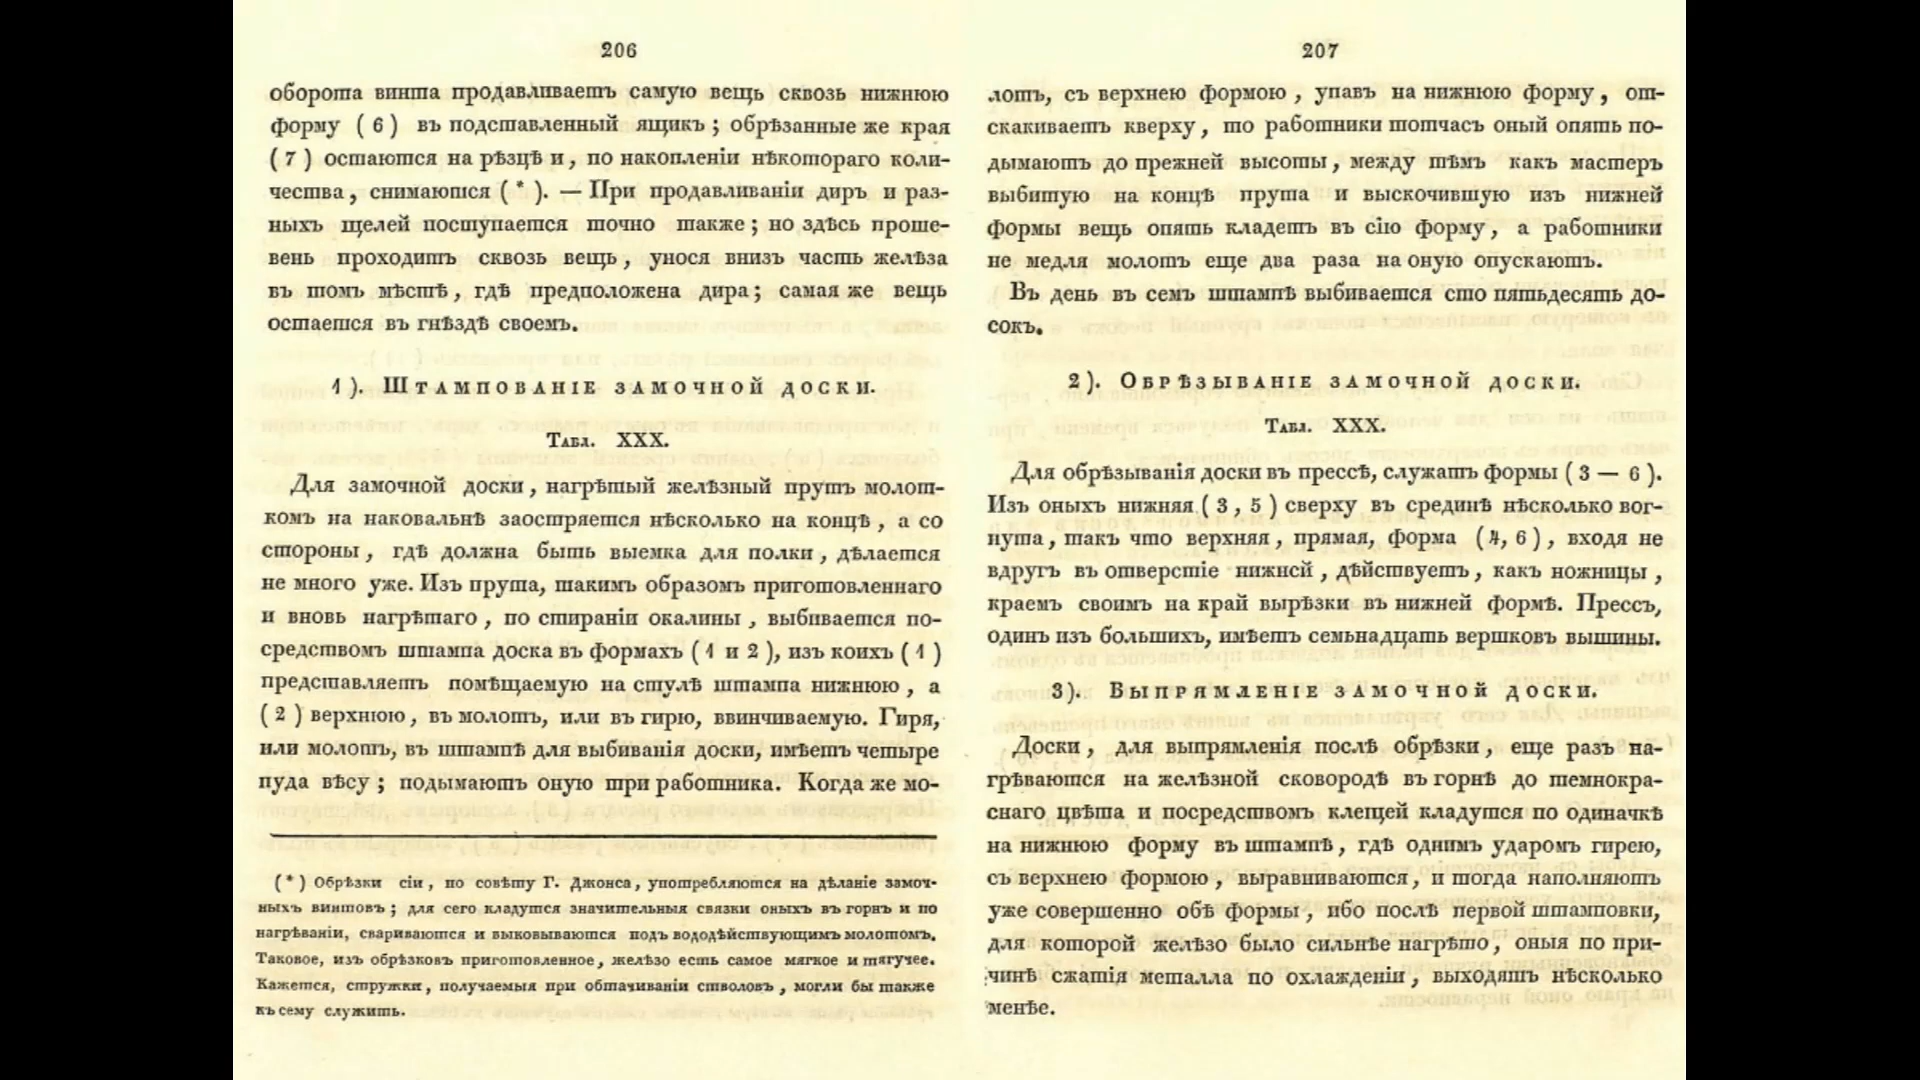 206
оборота винта продавливаетъ самую вещь сквозь нижнюю
форму ( 6 ) въ подставленный ящикъ ; обрѣзанные же края
( 7 ) остаются на рѣзцѣ и , по накопленіи нѣкотораго коли-
чества , снимаются ( * ). — При продавливаніи диръ и раз-
ныхъ щелей поступается точно также ; но здѣсь проше-
вень проходитъ сквозь вещь , унося внизъ часть желѣза
въ томъ мѣстѣ , гдѣ предположена дира ; самая же вещь
остается въ гнѣздѣ своемъ.
1 ). Штампованіе замочной доски.
Табл. XXX.
Для замочной доски , нагрѣтый желѣзный прутъ молот-
комъ на наковальнѣ заостряется нѣсколько на концѣ , а со
стороны , гдѣ должна быть выемка для полки , дѣлается
не много уже. Изъ прута, такимъ образомъ приготовленнаго
и вновь нагрѣтаго , по стираніи окалины , выбивается по-
средствомъ штампа доска въ формахъ ( 1 и 2 ), изъ коихъ ( 1 )
представляетъ помѣщаемую на стулѣ штампа нижнюю , а
( 2 ) верхнюю , въ молотъ, или въ гирю, ввинчиваемую. Гиря,
или молотъ, въ штампѣ для выбиванія доски, имѣетъ четыре
пуда вѣсу ; подымаютъ оную три работника. Когда же мо-
( * ) Обрѣзки сіи , по совѣту Г. Джонса, употребляются на дѣланіе замоч-
ныхъ винтовъ ; для сего кладутся значительныя связки оныхъ въ горнъ и по
нагрѣваніи, свариваются и выковываются подъ вододѣйствующимъ молотомъ.
Таковое, изъ обрѣзковъ приготовленное, желѣзо есть самое мягкое и тягучее.
Кажется, стружки, получаемыя при обтачиваніи стволовъ , могли бы также
къ сему служить.
207
лотъ, съ верхнею формою , упавъ на нижнюю форму , от-
скакиваетъ кверху , то работники тотчасъ оный опять по-
дымаютъ до прежней высоты , между тѣмъ какъ мастеръ
выбитую на концѣ прута и выскочившую изъ нижней
формы вещь опять кладетъ въ сію форму , а работники
не медля молотъ еще два раза на оную опускаютъ.
Въ день въ семъ штампѣ выбивается сто пятьдесять до-
сокъ.
2 ). Обрѣзываніе замочной доски.
Табл. XXX.
Для обрѣзыванія доски въ прессѣ, служатъ формы ( 3 — 6 ).
Изъ оныхъ нижняя ( 3 , 5 ) сверху въ срединѣ нѣсколько вог-
нута , такъ что верхняя , прямая, форма ( 4, 6 ) , входя не
вдругъ въ отверстіе нижней , дѣйствуетъ , какъ ножницы ,
краемъ своимъ на край вырѣзки въ нижней формѣ. Прессъ,
одинъ изъ большихъ, имѣетъ семьнадцать вершковъ вышины.
3 ). Выпрямленіе замочной доски.
Доски , для выпрямленія послѣ обрѣзки , еще разъ на-
грѣваются на желѣзной сковородѣ въ горнѣ до темнокра-
снаго цвѣта и посредствомъ клещей кладутся по одиначкѣ
на нижнюю форму въ штампѣ , гдѣ однимъ ударомъ гирею,
съ верхнею формою , выравниваются , и тогда наполняютъ
уже совершенно обѣ формы , ибо послѣ первой штамповки,
для которой желѣзо было сильнѣе нагрѣто , оныя по при-
чинѣ сжатія металла по охлажденіи , выходятъ нѣсколько
менѣе.